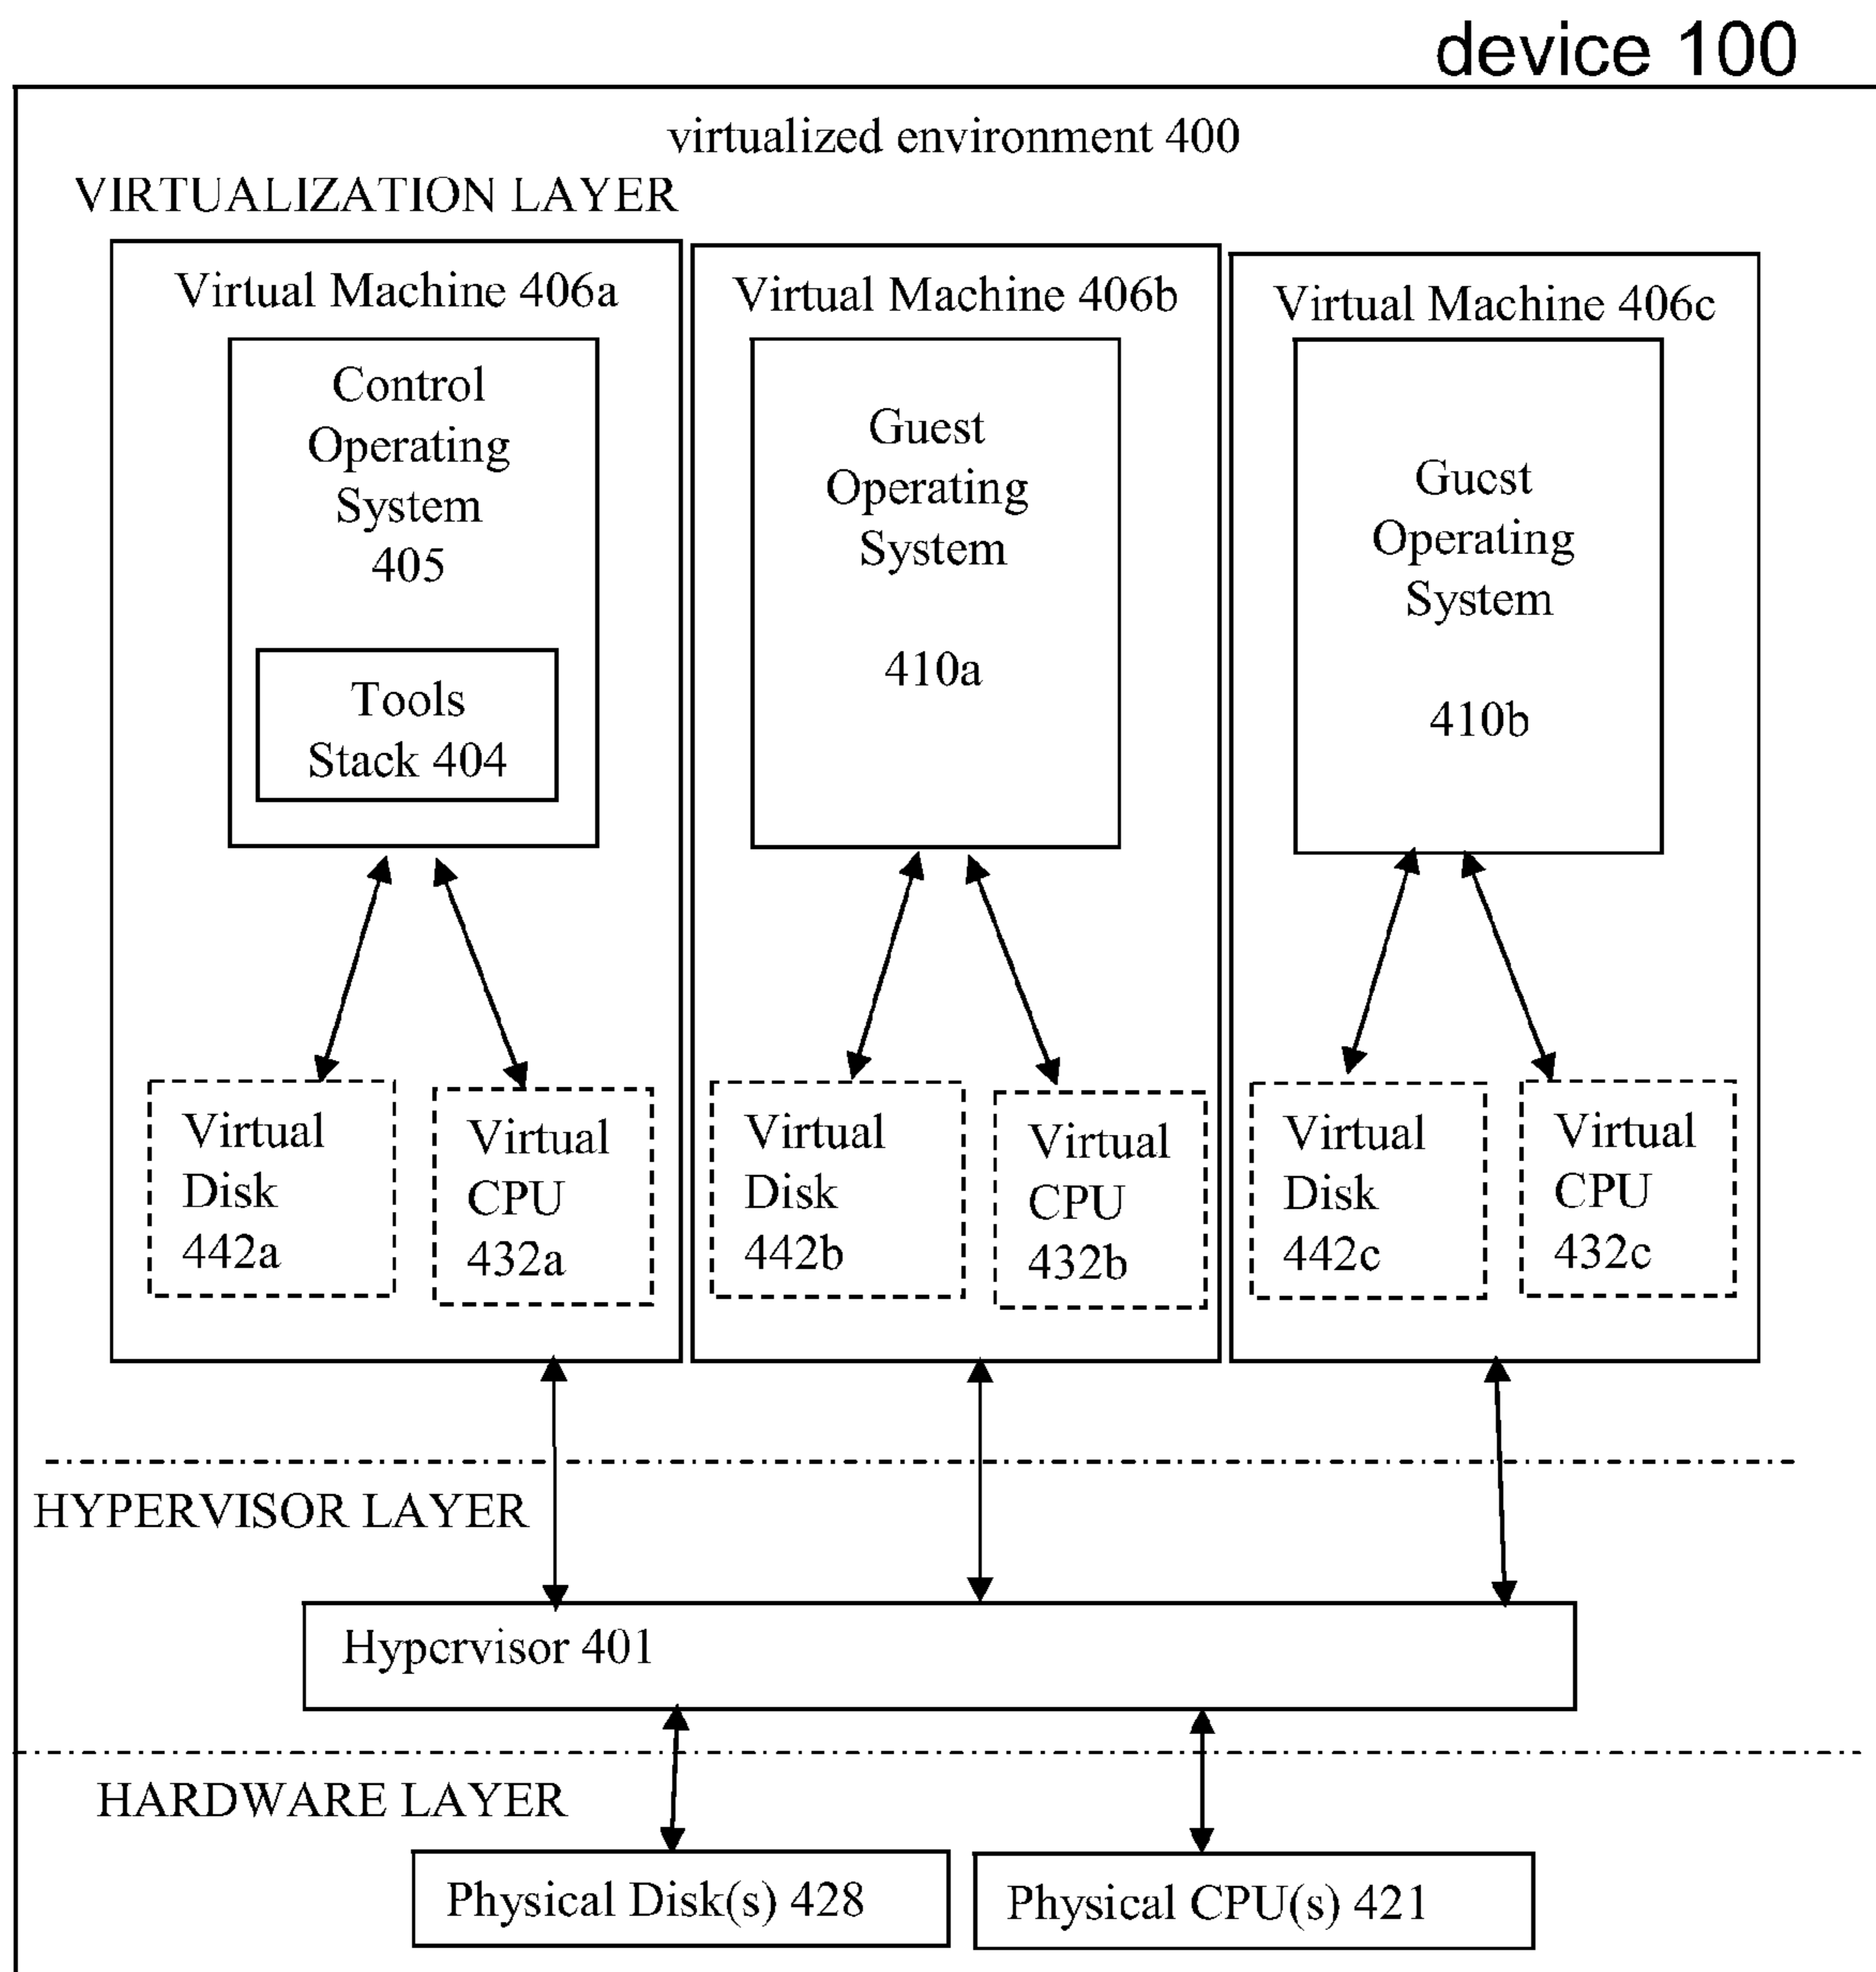 device 100
virtualized environment 400
VIRTUALIZATION LAYER
Virtual Machine 406a
Control
Operating
System
405
Tools
Stack 404
Virtual
Disk
442a
Virtual
CPU
432a
Virtual Machine 406b
Guest
Operating
System
410a
Virtual
Disk
442b
Virtual
CPU
432b
Virtual Machine 406c
Guest
Operating
System
410b
Virtual
Disk
442c
Virtual
CPU
432c
HYPERVISOR LAYER
Hypervisor 401
HARDWARE LAYER
Physical Disk(s) 428
Physical CPU(s) 421